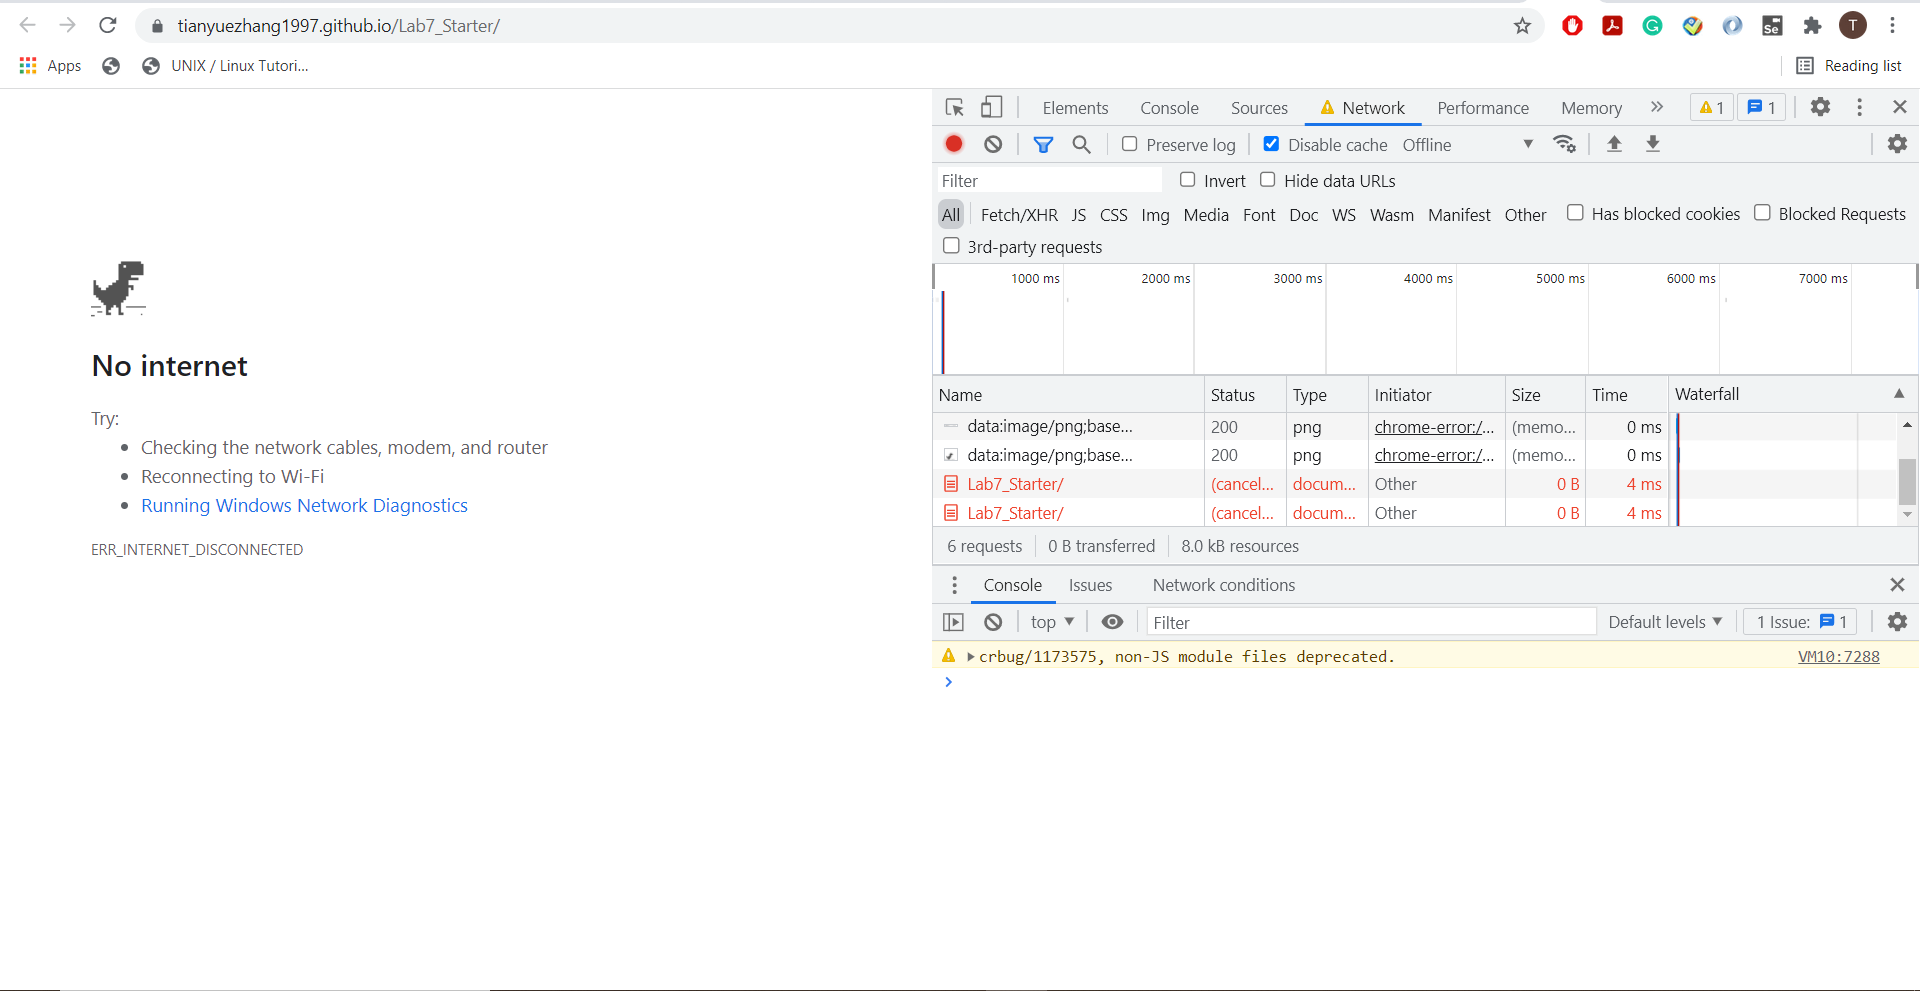 tianyuezhang1997.github.io/Lab7_Starter/
Se
T
Apps
UNIX / Linux Tutori...
Reading list
Elements Console Sources Network Performance Memory » 1 1
Preserve log Disable cache Offline
Filter Invert Hide data URLs
All Fetch/XHR JS CSS Img Media Font Doc WS Wasm Manifest Other Has blocked cookies Blocked Requests
3rd-party requests
1000 ms 2000 ms 3000 ms 4000 ms 5000 ms 6000 ms 7000 ms
Name Status Type Initiator Size Time Waterfall
data:image/png;base... 200 png chrome-error:/... (memo... 0 ms
data:image/png;base... 200 png chrome-error:/... (memo... 0 ms
Lab7_Starter/ (cancel... docum... Other 0 B 4 ms
Lab7_Starter/ (cancel... docum... Other 0 B 4 ms
6 requests 0 B transferred 8.0 kB resources
Console Issues Network conditions
top Filter Default levels 1 Issue: 1
crbug/1173575, non-JS module files deprecated. VM10:7288
No internet
Try:
• Checking the network cables, modem, and router
• Reconnecting to Wi-Fi
• Running Windows Network Diagnostics
ERR_INTERNET_DISCONNECTED